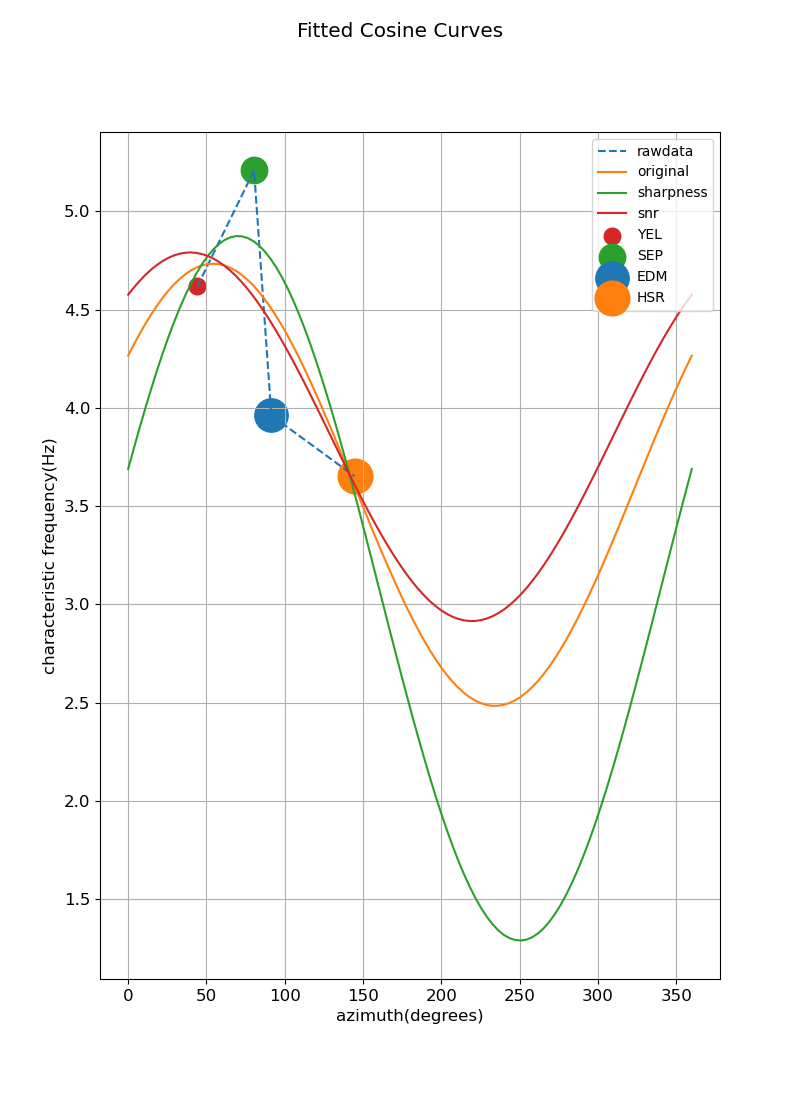 Fitted Cosine Curves
rawdata
original
sharpness
snr
YEL
SEP
EDM
HSR
characteristic frequency(Hz)
5.0
4.5
4.0
3.5
3.0
2.5
2.0
1.5
0 50 100 150 200 250 300 350
azimuth(degrees)